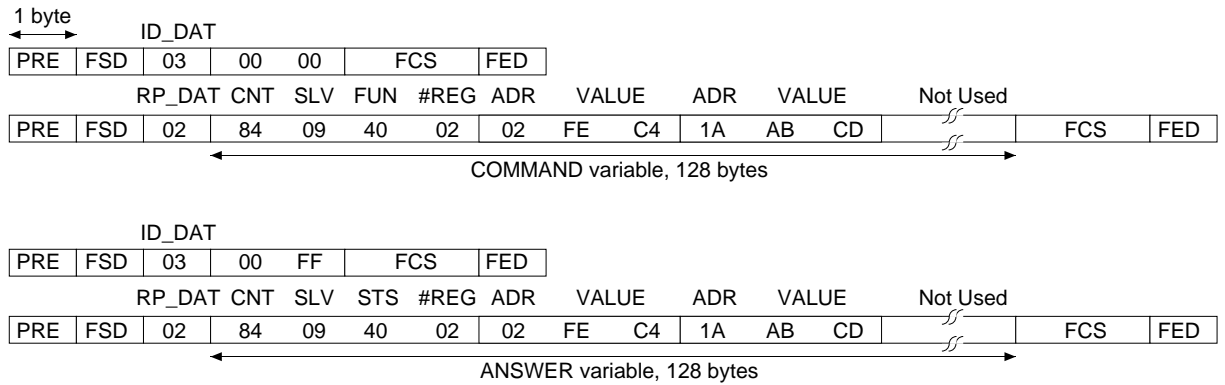 1 byte
ID_DAT
PRE FSD 03 00 00 FCS FED
RP_DAT CNT SLV FUN #REG ADR VALUE ADR VALUE Not Used
PRE FSD 02 84 09 40 02 02 FE C4 1A AB CD FCS FED
COMMAND variable, 128 bytes
ID_DAT
PRE FSD 03 00 FF FCS FED
RP_DAT CNT SLV STS #REG ADR VALUE ADR VALUE Not Used
PRE FSD 02 84 09 40 02 02 FE C4 1A AB CD FCS FED
ANSWER variable, 128 bytes